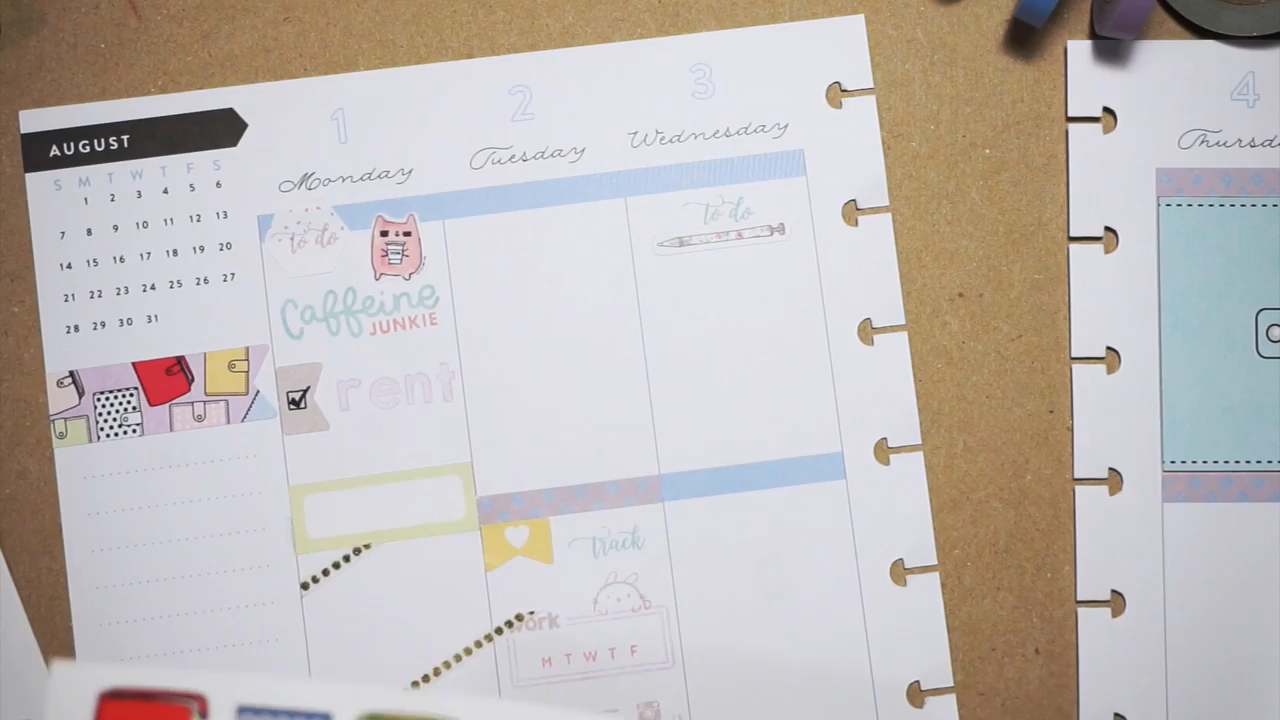 AUGUST
S M T W T F S
1 2 3 4 5 6
7 8 9 10 11 12 13
14 15 16 17 18 19 20
21 22 23 24 25 26 27
28 29 30 31
1
Monday
to do
Caffeine
JUNKIE
rent
2
Tuesday
track
work
M T W T F
3
Wednesday
to do
4
Thursd